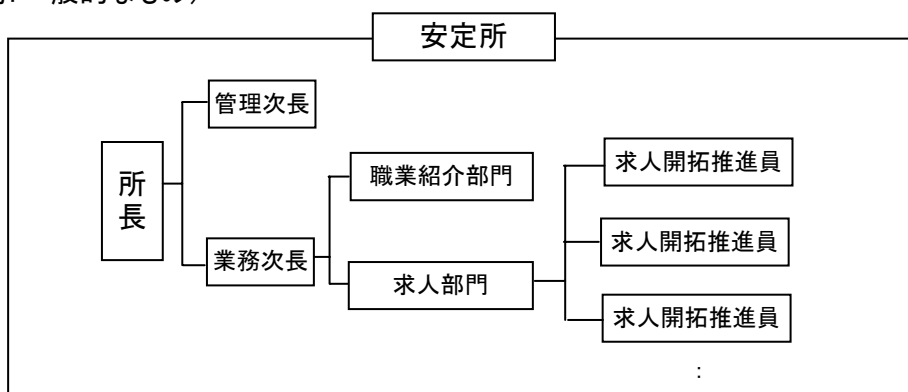 安定所
管理次長
所長
職業紹介部門
求人開拓推進員
業務次長
求人部門
求人開拓推進員
求人開拓推進員
: